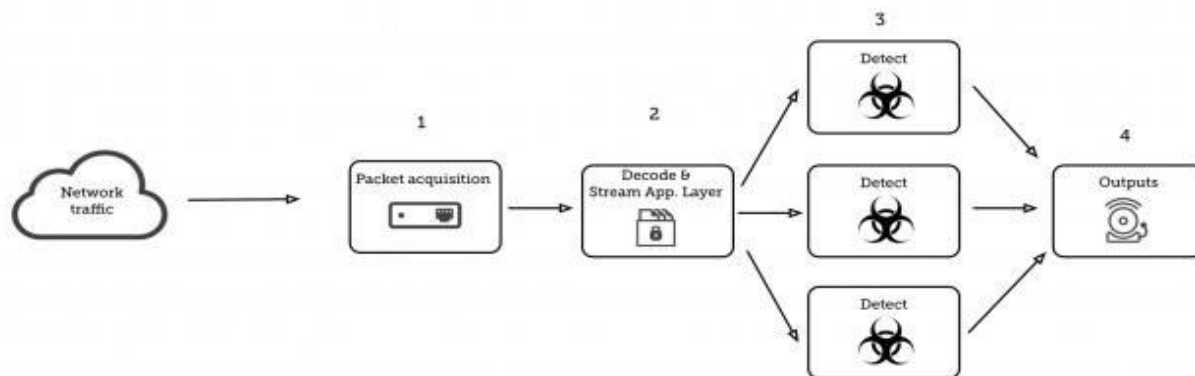 3
Detect
1
2
4
Network
traffic
Packet acquisition
Decode &
Stream App. Layer
Detect
Outputs
Detect